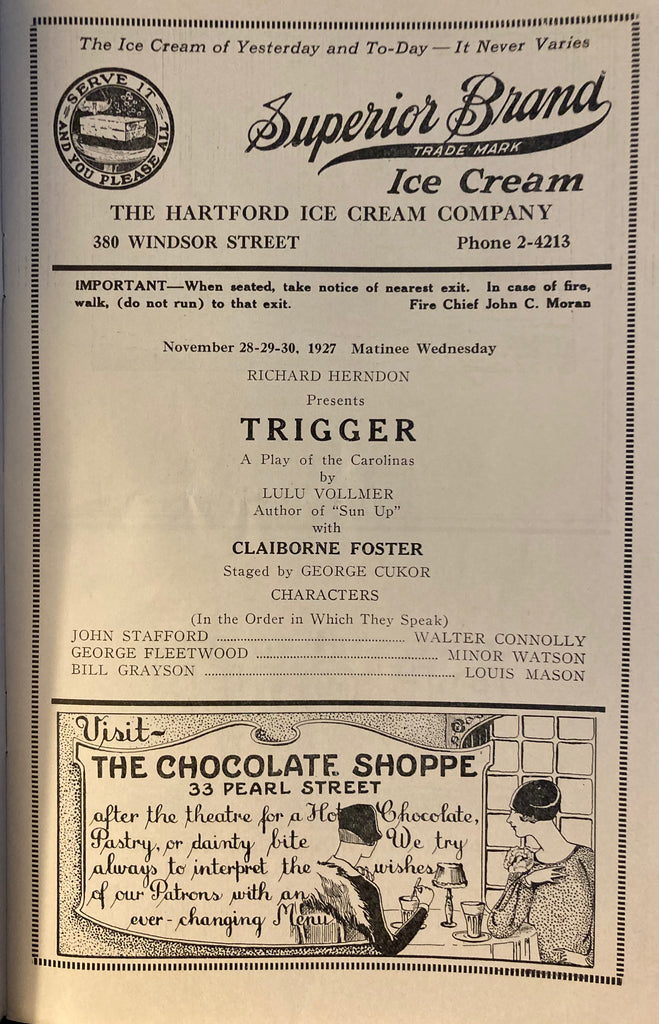 The Ice Cream of Yesterday and To-Day — It Never Varies
SERVE IT
AND YOU PLEASE ALL
Superior Brand
TRADE MARK
Ice Cream
THE HARTFORD ICE CREAM COMPANY
380 WINDSOR STREET Phone 2-4213
IMPORTANT—When seated, take notice of nearest exit. In case of fire,
walk, (do not run) to that exit. Fire Chief John C. Moran
November 28-29-30, 1927 Matinee Wednesday
RICHARD HERNDON
Presents
TRIGGER
A Play of the Carolinas
by
LULU VOLLMER
Author of "Sun Up"
with
CLAIBORNE FOSTER
Staged by GEORGE CUKOR
CHARACTERS
(In the Order in Which They Speak)
JOHN STAFFORD ........................................ WALTER CONNOLLY
GEORGE FLEETWOOD ........................................ MINOR WATSON
BILL GRAYSON ........................................ LOUIS MASON
Visit~
THE CHOCOLATE SHOPPE
33 PEARL STREET
after the theatre for a Hot Chocolate,
Pastry, or dainty bite We try
always to interpret the wishes
of our Patrons with an
ever-changing Menu